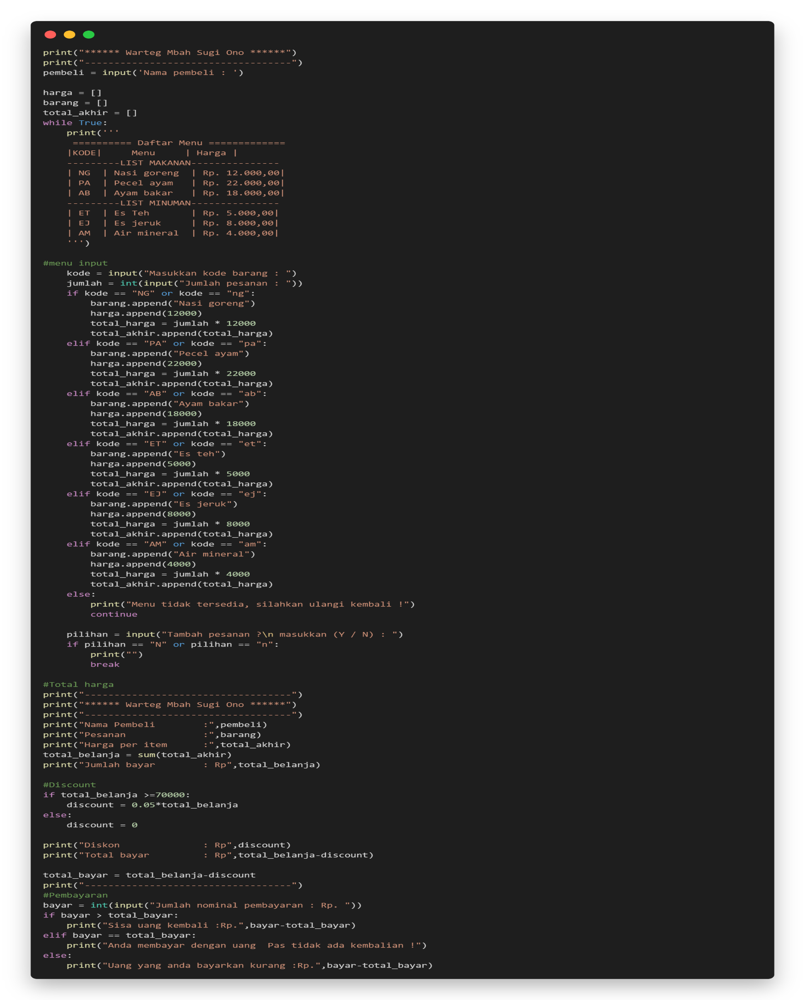 print("****** Warteg Mbah Sugi Ono ******")
print("-----------------------------------")
pembeli = input('Nama pembeli : ')

harga = []
barang = []
total_akhir = []
while True:
    print('''
     ========== Daftar Menu =============
    |KODE|     Menu     | Harga |
    ---------LIST MAKANAN---------------
    | NG  | Nasi goreng  | Rp. 12.000,00|
    | PA  | Pecel ayam   | Rp. 22.000,00|
    | AB  | Ayam bakar   | Rp. 18.000,00|
    ---------LIST MINUMAN---------------
    | ET  | Es Teh       | Rp. 5.000,00|
    | EJ  | Es jeruk     | Rp. 8.000,00|
    | AM  | Air mineral  | Rp. 4.000,00|
    ''')

#menu input
    kode = input("Masukkan kode barang : ")
    jumlah = int(input("Jumlah pesanan : "))
    if kode == "NG" or kode == "ng":
        barang.append("Nasi goreng")
        harga.append(12000)
        total_harga = jumlah * 12000
        total_akhir.append(total_harga)
    elif kode == "PA" or kode == "pa":
        barang.append("Pecel ayam")
        harga.append(22000)
        total_harga = jumlah * 22000
        total_akhir.append(total_harga)
    elif kode == "AB" or kode == "ab":
        barang.append("Ayam bakar")
        harga.append(18000)
        total_harga = jumlah * 18000
        total_akhir.append(total_harga)
    elif kode == "ET" or kode == "et":
        barang.append("Es teh")
        harga.append(5000)
        total_harga = jumlah * 5000
        total_akhir.append(total_harga)
    elif kode == "EJ" or kode == "ej":
        barang.append("Es jeruk")
        harga.append(8000)
        total_harga = jumlah * 8000
        total_akhir.append(total_harga)
    elif kode == "AM" or kode == "am":
        barang.append("Air mineral")
        harga.append(4000)
        total_harga = jumlah * 4000
        total_akhir.append(total_harga)
    else:
        print("Menu tidak tersedia, silahkan ulangi kembali !")
        continue

    pilihan = input("Tambah pesanan ?\n masukkan (Y / N) : ")
    if pilihan == "N" or pilihan == "n":
        print("")
        break

#Total harga
print("-----------------------------------")
print("****** Warteg Mbah Sugi Ono ******")
print("-----------------------------------")
print("Nama Pembeli        :",pembeli)
print("Pesanan             :",barang)
print("Harga per item      :",total_akhir)
total_belanja = sum(total_akhir)
print("Jumlah bayar        : Rp",total_belanja)

#Discount
if total_belanja >=70000:
    discount = 0.05*total_belanja
else:
    discount = 0

print("Diskon              : Rp",discount)
print("Total bayar         : Rp",total_belanja-discount)

total_bayar = total_belanja-discount
print("-----------------------------------")
#Pembayaran
bayar = int(input("Jumlah nominal pembayaran : Rp. "))
if bayar > total_bayar:
    print("Sisa uang kembali :Rp.",bayar-total_bayar)
elif bayar == total_bayar:
    print("Anda membayar dengan uang  Pas tidak ada kembalian !")
else:
    print("Uang yang anda bayarkan kurang :Rp.",bayar-total_bayar)